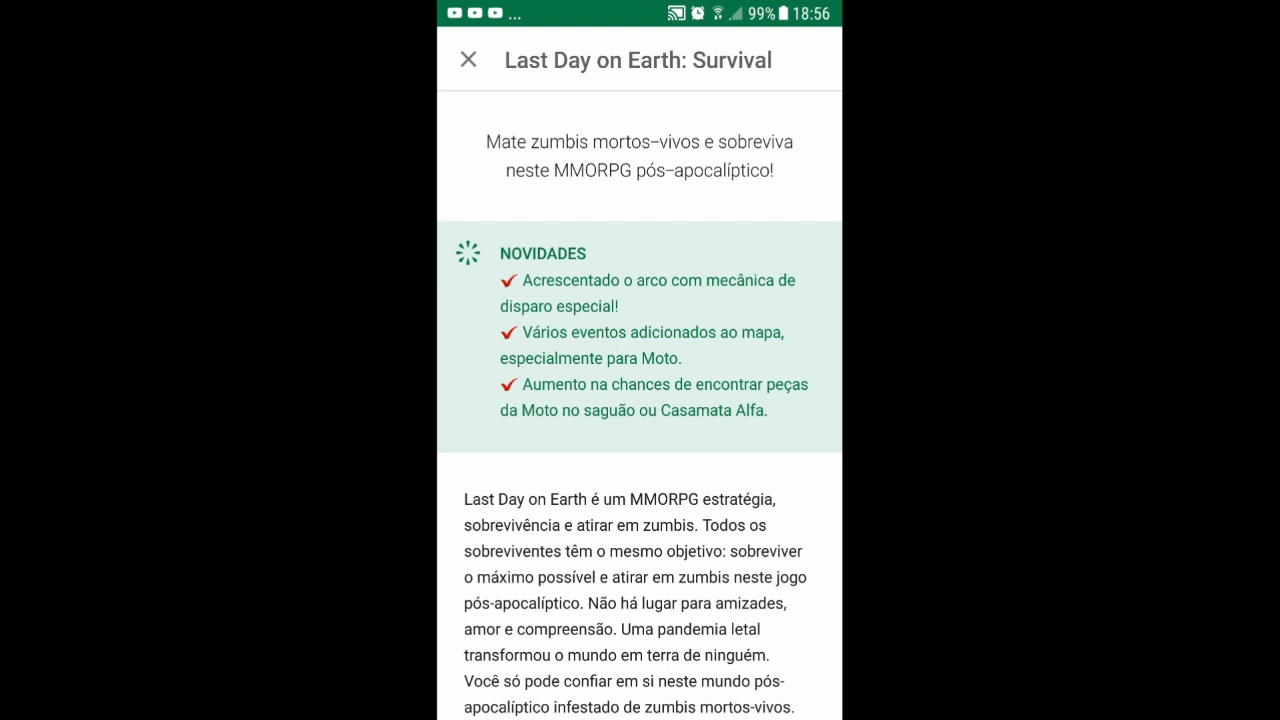 ... 99% 18:56
Last Day on Earth: Survival
Mate zumbis mortos-vivos e sobreviva
neste MMORPG pós-apocalíptico!
NOVIDADES
✓ Acrescentado o arco com mecânica de
disparo especial!
✓ Vários eventos adicionados ao mapa,
especialmente para Moto.
✓ Aumento na chances de encontrar peças
da Moto no saguão ou Casamata Alfa.
Last Day on Earth é um MMORPG estratégia,
sobrevivência e atirar em zumbis. Todos os
sobreviventes têm o mesmo objetivo: sobreviver
o máximo possível e atirar em zumbis neste jogo
pós-apocalíptico. Não há lugar para amizades,
amor e compreensão. Uma pandemia letal
transformou o mundo em terra de ninguém.
Você só pode confiar em si neste mundo pós-
apocalíptico infestado de zumbis mortos-vivos.